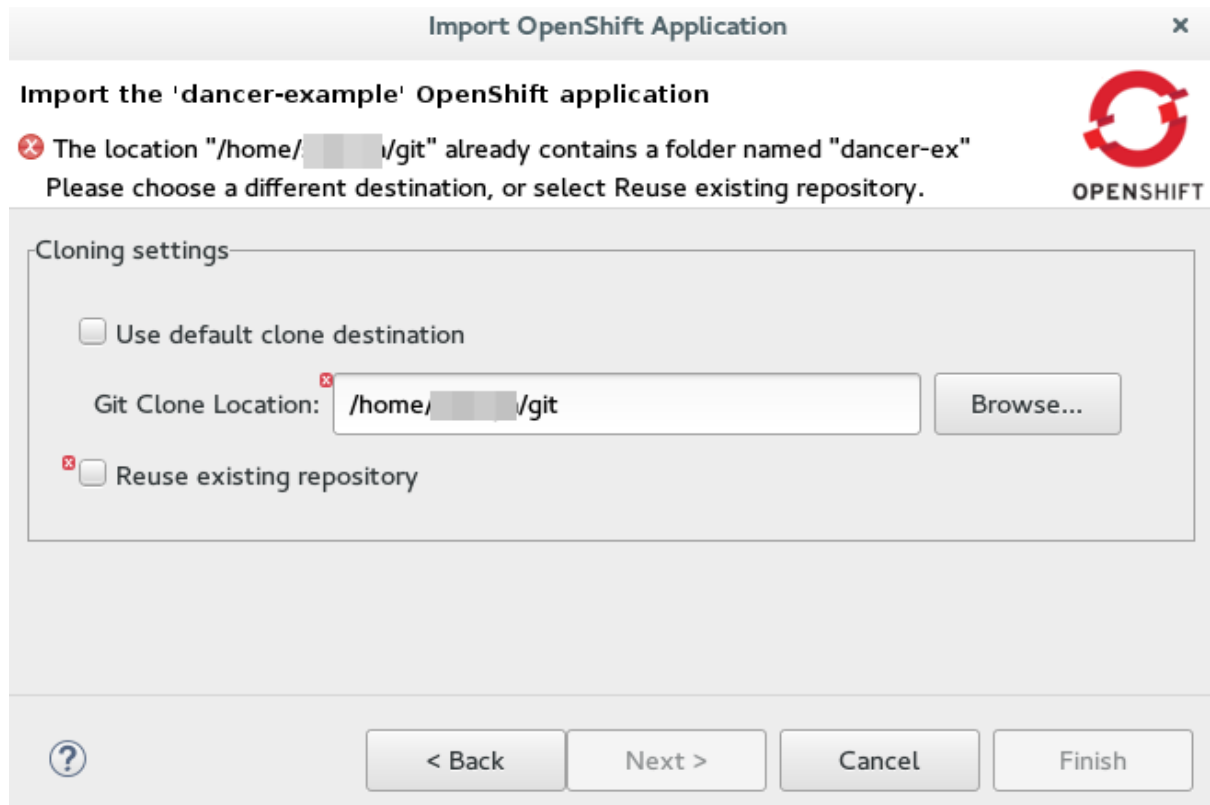 Import OpenShift Application ×
Import the 'dancer-example' OpenShift application
The location "/home/ /git" already contains a folder named "dancer-ex"
Please choose a different destination, or select Reuse existing repository.
OPENSHIFT
Cloning settings
Use default clone destination
Git Clone Location: /home/ /git Browse...
Reuse existing repository
? < Back Next > Cancel Finish